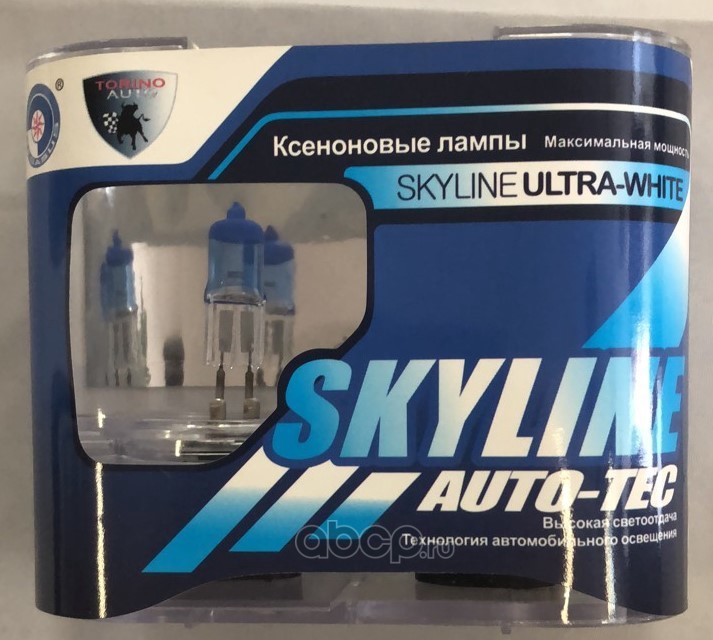 TORINO
AUTO
®
Ксеноновые лампы Максимальная мощность
SKYLINE ULTRA-WHITE
SKYLINE
AUTO-TEC
Высокая светоотдача
Технология автомобильного освещения
abcp.ru